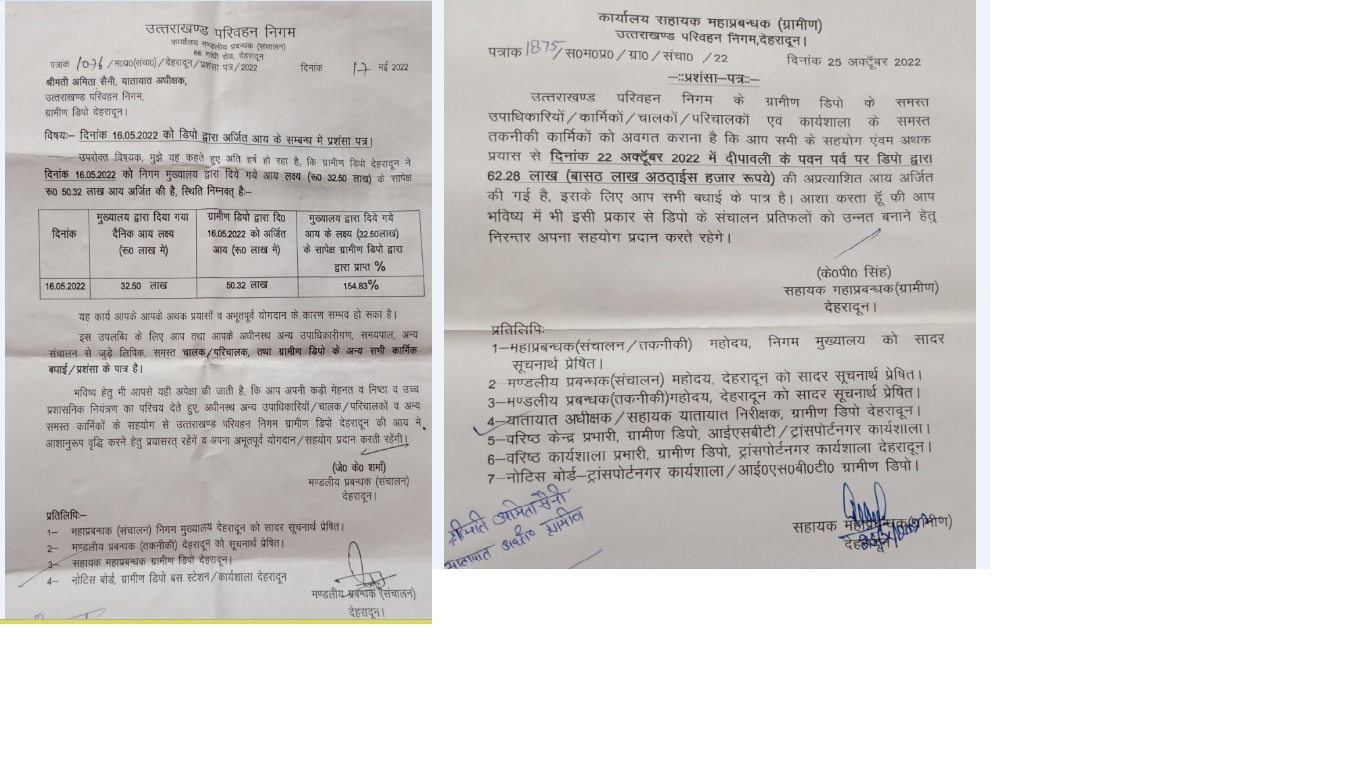 उत्तराखण्ड परिवहन निगम
कार्यालय मण्डलीय प्रबन्धक (संचालन)
66 गांधी रोड, देहरादून
पत्रांक 1076 /म०प्र०(संचा०)/देहरादून/प्रशंसा पत्र/2022 दिनांक 17 मई 2022
श्रीमती अमिता सैनी, यातायात अधीक्षक,
उत्तराखण्ड परिवहन निगम,
ग्रामीण डिपो देहरादून।
विषयः– दिनांक 16.05.2022 को डिपो द्वारा अर्जित आय के सम्बन्ध मे प्रशंसा पत्र।
उपरोक्त विषयक, मुझे यह कहते हुए अति हर्ष हो रहा है, कि ग्रामीण डिपो देहरादून ने
दिनांक 16.05.2022 को निगम मुख्यालय द्वारा दिये गये आय लक्ष्य (रू0 32.50 लाख) के सापेक्ष
रू0 50.32 लाख आय अर्जित की है, स्थिति निम्नवत् है:–
दिनांक
मुख्यालय द्वारा दिया गया
दैनिक आय लक्ष्य
(रू0 लाख मे)
ग्रामीण डिपो द्वारा दि0
16.05.2022 को अर्जित
आय (रू0 लाख मे)
मुख्यालय द्वारा दिये गये
आय के लक्ष्य (32.50लाख)
के सापेक्ष ग्रामीण डिपो द्वारा
द्वारा प्राप्त %
16.05.2022 32.50 लाख 50.32 लाख 154.83%
यह कार्य आपके आपके अथक प्रयासों व अभूतपूर्व योगदान के कारण सम्भव हो सका है।
इस उपलब्धि के लिए आप तथा आपके अधीनस्थ अन्य उपाधिकारीगण, समयपाल, अन्य
संचालन से जुड़े लिपिक, समस्त चालक/परिचालक, तथा ग्रामीण डिपो के अन्य सभी कार्मिक
बधाई/प्रशंसा के पात्र है।
भविष्य हेतु भी आपसे यही अपेक्षा की जाती है, कि आप अपनी कड़ी मेहनत व निष्ठा व उच्च
प्रशासनिक नियंत्रण का परिचय देते हुए, अधीनस्थ अन्य उपाधिकारियों/चालक/परिचालकों व अन्य
समस्त कार्मिकों के सहयोग से उत्तराखण्ड परिवहन निगम ग्रामीण डिपो देहरादून की आय मे
आशानुरूप वृद्धि करने हेतु प्रयासरत् रहेंगें व अपना अभूतपूर्व योगदान/सहयोग प्रदान करती रहेंगी।
(जे० के० शर्मा)
मण्डलीय प्रबन्धक (संचालन)
देहरादून।
प्रतिलिपिः–
1– महाप्रबन्धक (संचालन) निगम मुख्यालय देहरादून को सादर सूचनार्थ प्रेषित।
2– मण्डलीय प्रबन्धक (तकनीकी) देहरादून को सूचनार्थ प्रेषित।
3– सहायक महाप्रबन्धक ग्रामीण डिपो देहरादून।
4– नोटिस बोर्ड, ग्रामीण डिपो बस स्टेशन/कार्यशाला देहरादून
मण्डलीय प्रबन्धक (संचालन)
देहरादून।
कार्यालय सहायक महाप्रबन्धक (ग्रामीण)
उत्तराखण्ड परिवहन निगम,देहरादून।
पत्रांक 1875/स०म०प्र०/ग्रा०/संचा०/22 दिनांक 25 अक्टूॅबर 2022
–::प्रशंसा–पत्रः:–
उत्तराखण्ड परिवहन निगम के ग्रामीण डिपो के समस्त
उपाधिकारियों/कार्मिकों/चालकों/परिचालकों एवं कार्यशाला के समस्त
तकनीकी कार्मिकों को अवगत कराना है कि आप सभी के सहयोग एंवम अथक
प्रयास से दिनांक 22 अक्टूॅबर 2022 में दीपावली के पवन पर्व पर डिपो द्वारा
62.28 लाख (बासठ लाख अठठ्ाईस हजार रूपये) की अप्रत्याशित आय अर्जित
की गई है, इसके लिए आप सभी बधाई के पात्र है। आशा करता हूॅ की आप
भविष्य में भी इसी प्रकार से डिपो के संचालन प्रतिफलों को उन्नत बनाने हेतु
निरन्तर अपना सहयोग प्रदान करते रहेगे।
(के०पी० सिंह)
सहायक महाप्रबन्धक(ग्रामीण)
देहरादून।
प्रतिलिपिः
1–महाप्रबन्धक(संचालन/तकनीकी) महोदय, निगम मुख्यालय को सादर
सूचनार्थ प्रेषित।
2 मण्डलीय प्रबन्धक(संचालन) महोदय, देहरादून को सादर सूचनार्थ प्रेषित।
3–मण्डलीय प्रबन्धक(तकनीकी)महोदय, देहरादून को सादर सूचनार्थ प्रेषित।
4–यातायात अधीक्षक/सहायक यातायात निरीक्षक, ग्रामीण डिपो देहरादून।
5–वरिष्ठ केन्द्र प्रभारी, ग्रामीण डिपो, आईएसबीटी/ट्रांसपोर्टनगर कार्यशाला।
6–वरिष्ठ कार्यशाला प्रभारी, ग्रामीण डिपो, ट्रांसपोर्टनगर कार्यशाला देहरादून।
7–नोटिस बोर्ड–ट्रांसपोर्टनगर कार्यशाला/आई०एस०बी०टी० ग्रामीण डिपो।
श्रीमति अमिता सैनी
यातायात अधी० ग्रामीण
सहायक महाप्रबन्धक(ग्रामीण)
देहरादून।